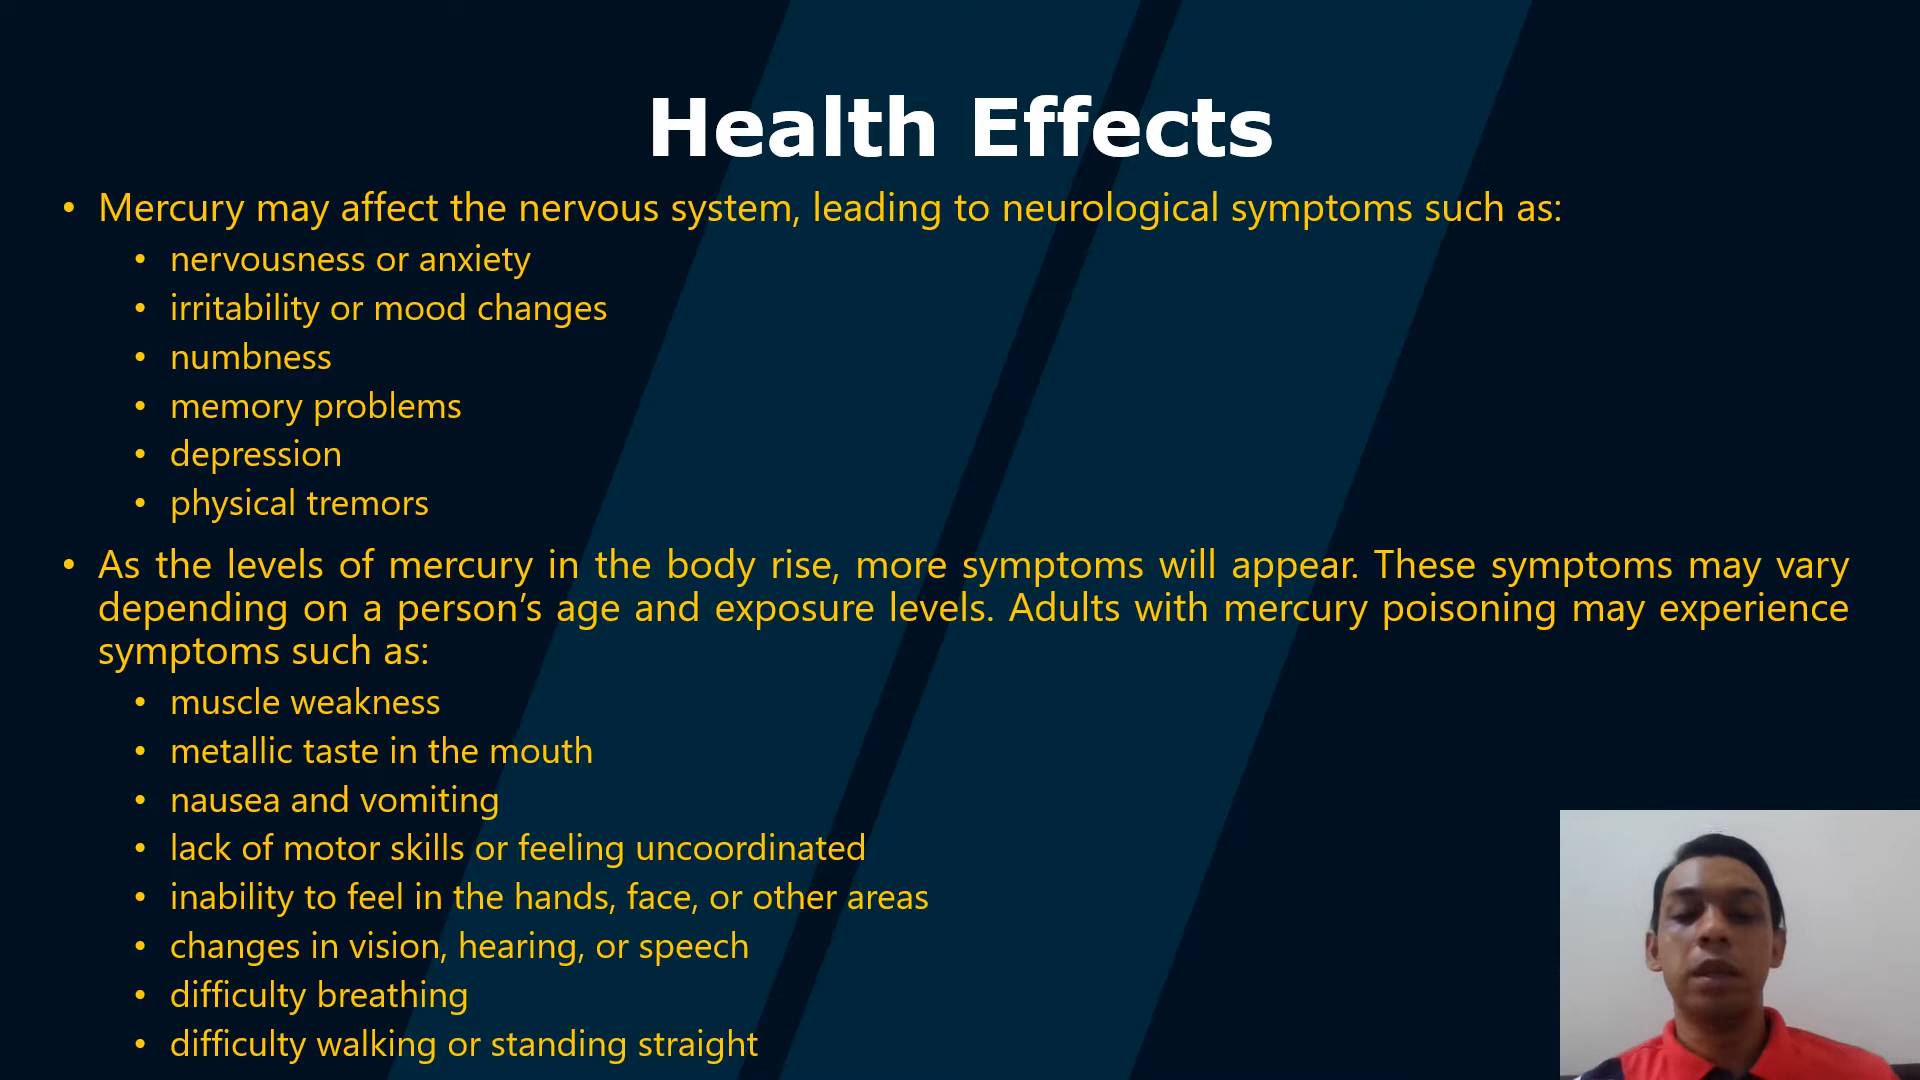 Health Effects
• Mercury may affect the nervous system, leading to neurological symptoms such as:
• nervousness or anxiety
• irritability or mood changes
• numbness
• memory problems
• depression
• physical tremors
• As the levels of mercury in the body rise, more symptoms will appear. These symptoms may vary
depending on a person’s age and exposure levels. Adults with mercury poisoning may experience
symptoms such as:
• muscle weakness
• metallic taste in the mouth
• nausea and vomiting
• lack of motor skills or feeling uncoordinated
• inability to feel in the hands, face, or other areas
• changes in vision, hearing, or speech
• difficulty breathing
• difficulty walking or standing straight